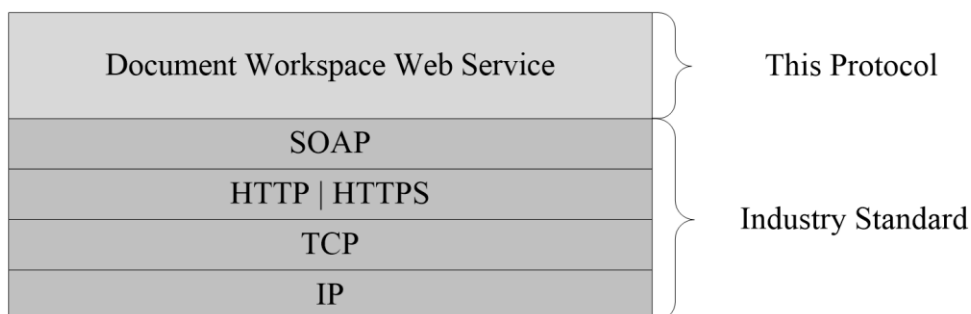 Document Workspace Web Service
This Protocol
SOAP
HTTP | HTTPS
Industry Standard
TCP
IP